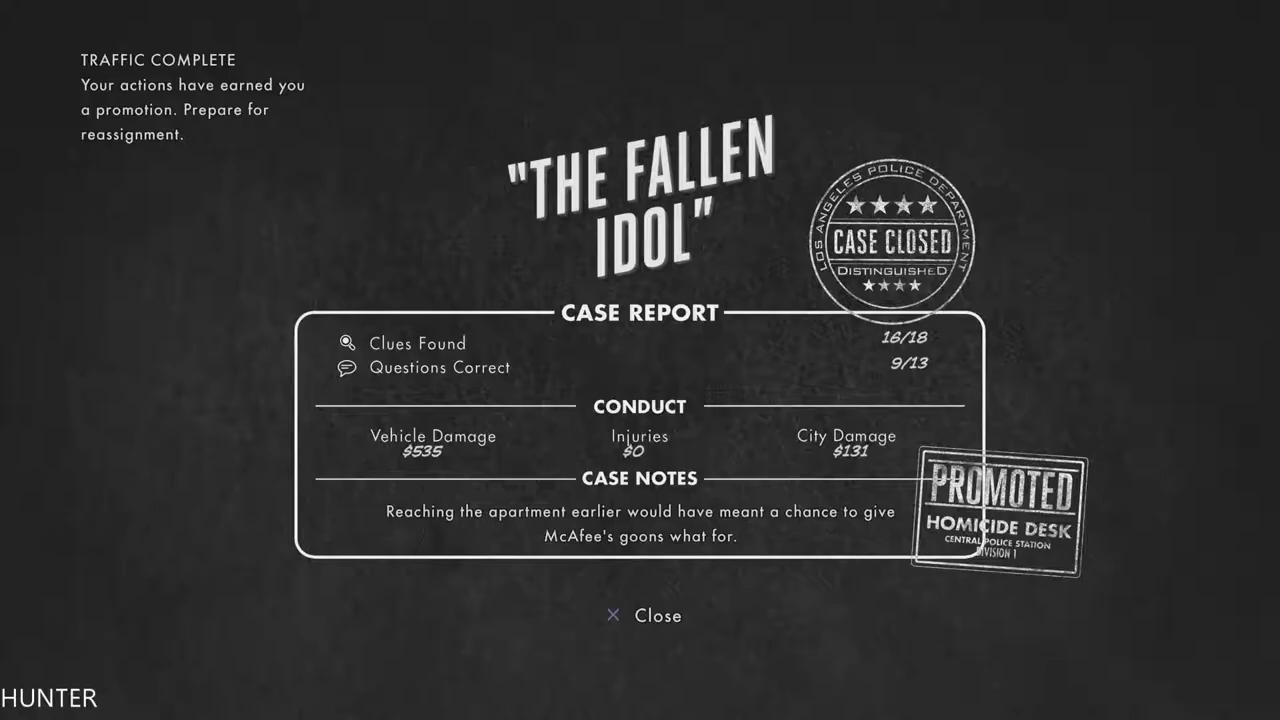 TRAFFIC COMPLETE
Your actions have earned you
a promotion. Prepare for
reassignment.
"THE FALLEN
IDOL"
LOS ANGELES POLICE DEPARTMENT
CASE CLOSED
DISTINGUISHED
CASE REPORT
Clues Found 16/18
Questions Correct 9/13
CONDUCT
Vehicle Damage Injuries City Damage
$535 $0 $131
CASE NOTES
Reaching the apartment earlier would have meant a chance to give
McAfee's goons what for.
PROMOTED
HOMICIDE DESK
CENTRAL POLICE STATION
DIVISION 1
X Close
HUNTER